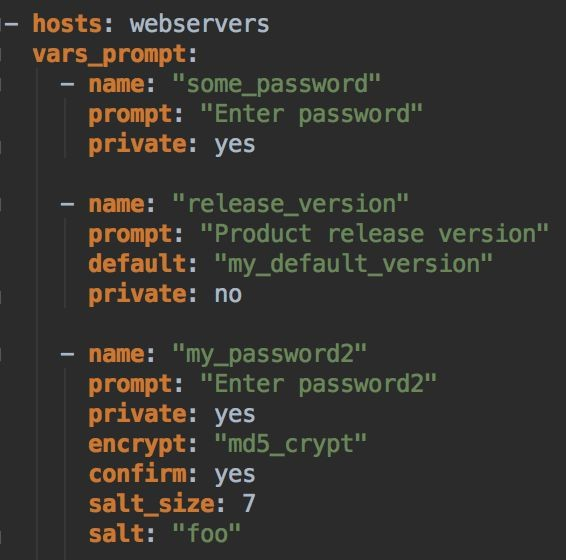 - hosts: webservers
vars_prompt:
- name: "some_password"
prompt: "Enter password"
private: yes
- name: "release_version"
prompt: "Product release version"
default: "my_default_version"
private: no
- name: "my_password2"
prompt: "Enter password2"
private: yes
encrypt: "md5_crypt"
confirm: yes
salt_size: 7
salt: "foo"